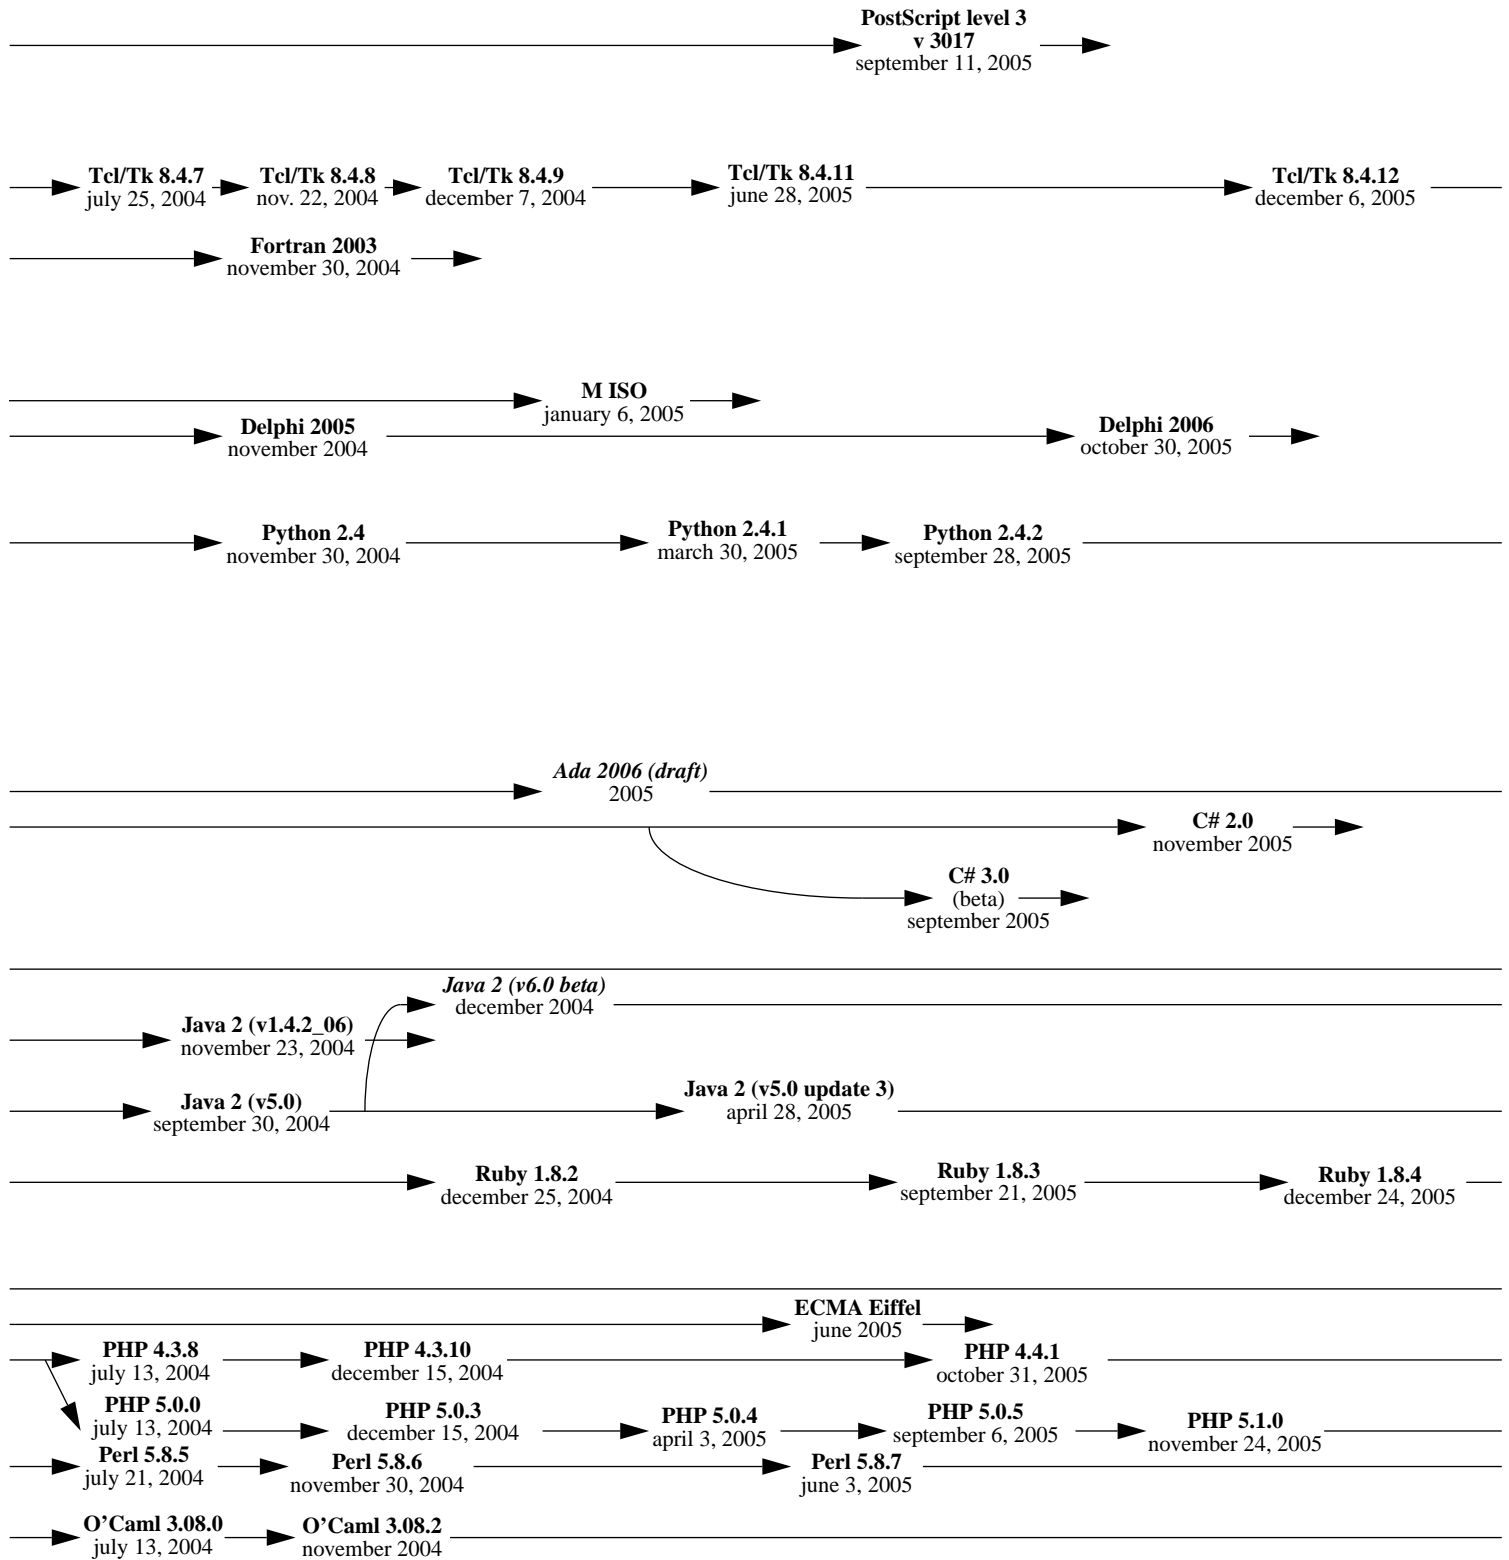 PostScript level 3
v 3017
september 11, 2005
Tcl/Tk 8.4.7
july 25, 2004
Tcl/Tk 8.4.8
nov. 22, 2004
Tcl/Tk 8.4.9
december 7, 2004
Tcl/Tk 8.4.11
june 28, 2005
Tcl/Tk 8.4.12
december 6, 2005
Fortran 2003
november 30, 2004
M ISO
january 6, 2005
Delphi 2005
november 2004
Delphi 2006
october 30, 2005
Python 2.4
november 30, 2004
Python 2.4.1
march 30, 2005
Python 2.4.2
september 28, 2005
Ada 2006 (draft)
2005
C# 2.0
november 2005
C# 3.0
(beta)
september 2005
Java 2 (v6.0 beta)
december 2004
Java 2 (v1.4.2_06)
november 23, 2004
Java 2 (v5.0)
september 30, 2004
Java 2 (v5.0 update 3)
april 28, 2005
Ruby 1.8.2
december 25, 2004
Ruby 1.8.3
september 21, 2005
Ruby 1.8.4
december 24, 2005
ECMA Eiffel
june 2005
PHP 4.3.8
july 13, 2004
PHP 4.3.10
december 15, 2004
PHP 4.4.1
october 31, 2005
PHP 5.0.0
july 13, 2004
PHP 5.0.3
december 15, 2004
PHP 5.0.4
april 3, 2005
PHP 5.0.5
september 6, 2005
PHP 5.1.0
november 24, 2005
Perl 5.8.5
july 21, 2004
Perl 5.8.6
november 30, 2004
Perl 5.8.7
june 3, 2005
O'Caml 3.08.0
july 13, 2004
O'Caml 3.08.2
november 2004